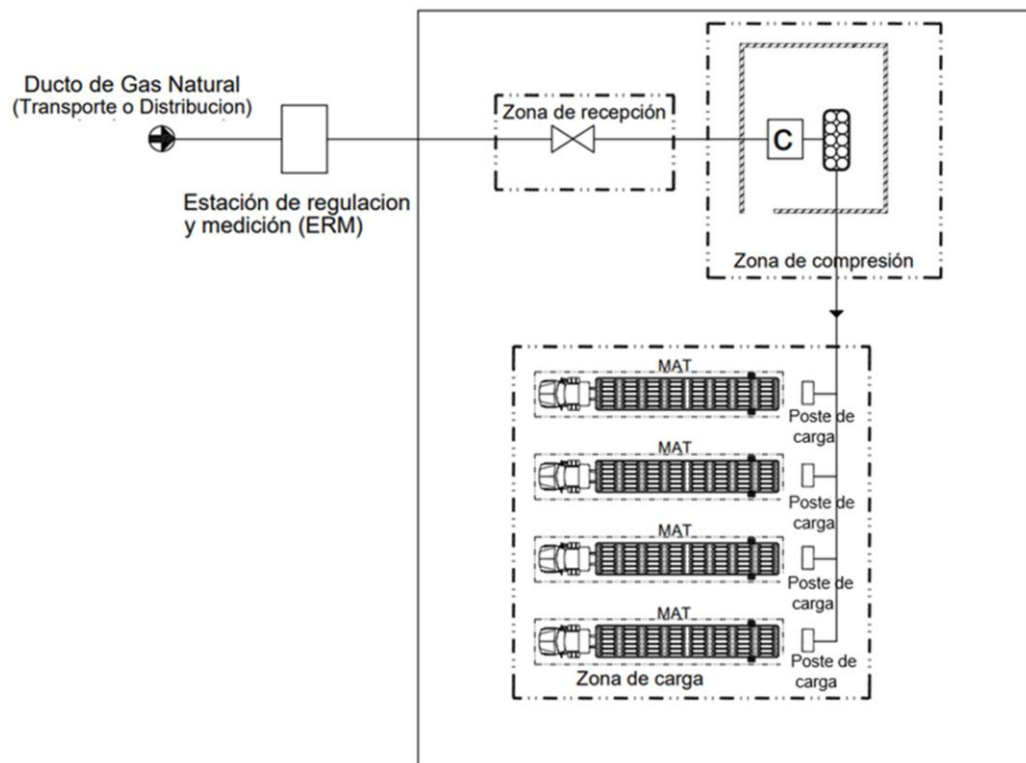 Ducto de Gas Natural
(Transporte o Distribucion)
Estación de regulacion
y medición (ERM)
Zona de recepción
C
Zona de compresión
MAT
Poste de
carga
MAT
Poste de
carga
MAT
Poste de
carga
MAT
Poste de
carga
Zona de carga